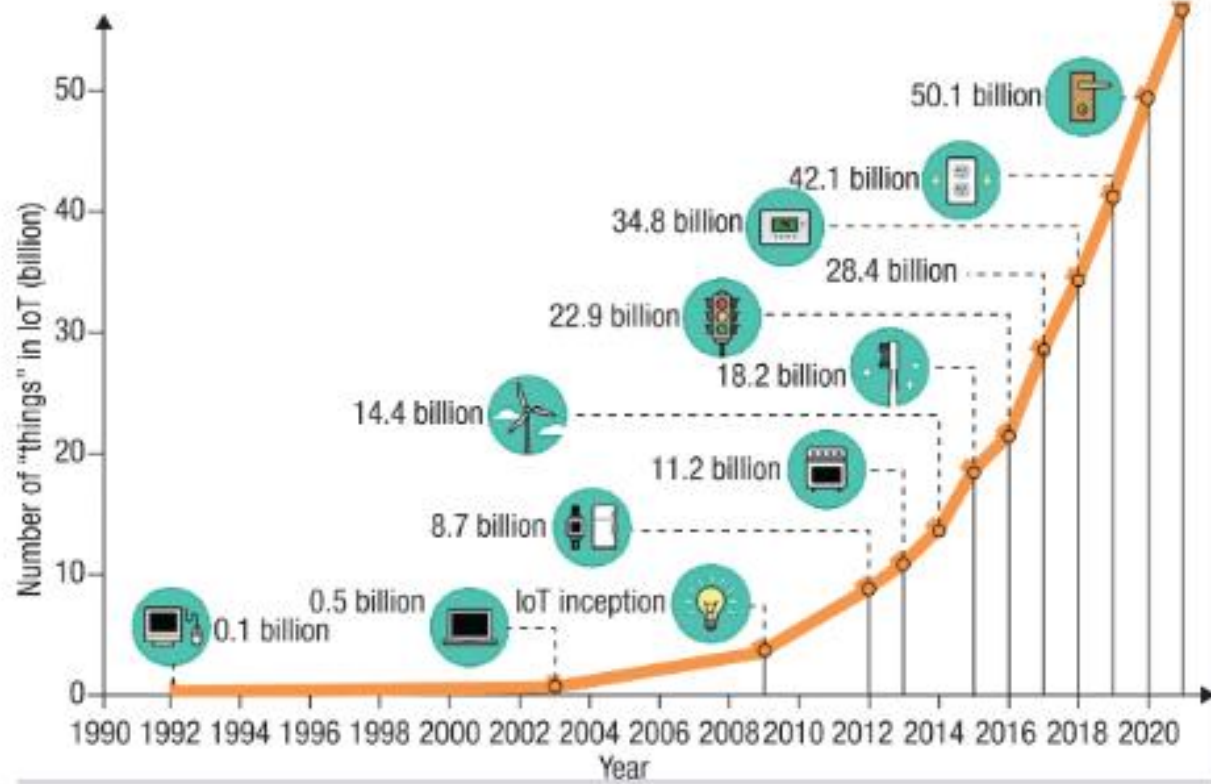 50
50.1 billion
42.1 billion
40
34.8 billion
28.4 billion
30
22.9 billion
18.2 billion
14.4 billion
20
11.2 billion
8.7 billion
10
0.5 billion
IoT inception
0.1 billion
0
Number of "things" in IoT (billion)
1990 1992 1994 1996 1998 2000 2002 2004 2006 2008 2010 2012 2014 2016 2018 2020
Year